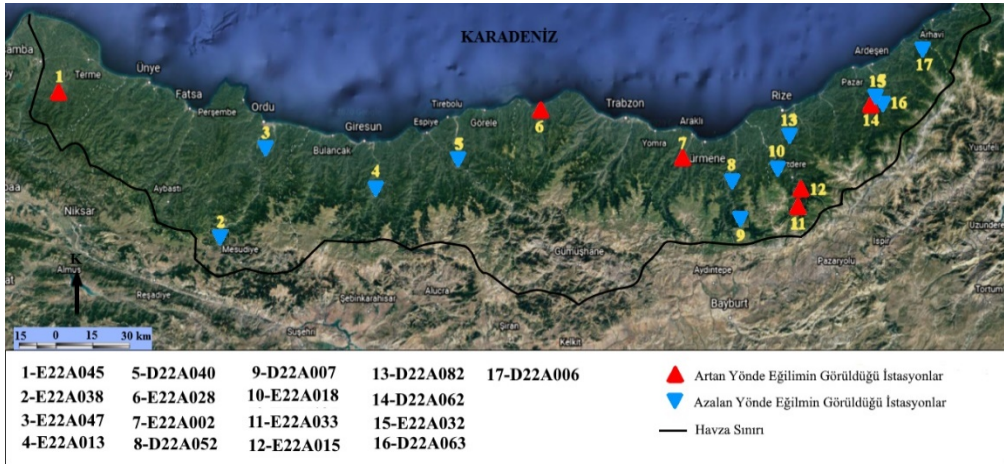 KARADENİZ
Arhavi
Ardeşen
17
Terme
Ünye
1
Pazar
15
Fatsa
Rize
16
Perşembe
Ordu
Tirebolu
Trabzon
14
3
Giresun
Espiye
Görele
6
Araklı
13
Bulancak
5
Yomra
7
10
Yusufeli
4
8
12
Aybastı
11
Niksar
2
9
Mesudiye
Gümüşhane
İspir
Uzundere
K
Almus
Aydıntepe
Pazaryolu
Reşadiye
Alucra
Tortum
Şebinkarahisar
Bayburt
Şiran
15 0 15 30 km
Suşehri
Kelkit
1-E22A045 5-D22A040 9-D22A007 13-D22A082 17-D22A006
2-E22A038 6-E22A028 10-E22A018 14-D22A062
3-E22A047 7-E22A002 11-E22A033 15-E22A032
4-E22A013 8-D22A052 12-E22A015 16-D22A063
Artan Yönde Eğilimin Görüldüğü İstasyonlar
Azalan Yönde Eğilmin Görüldüğü İstasyonlar
Havza Sınırı